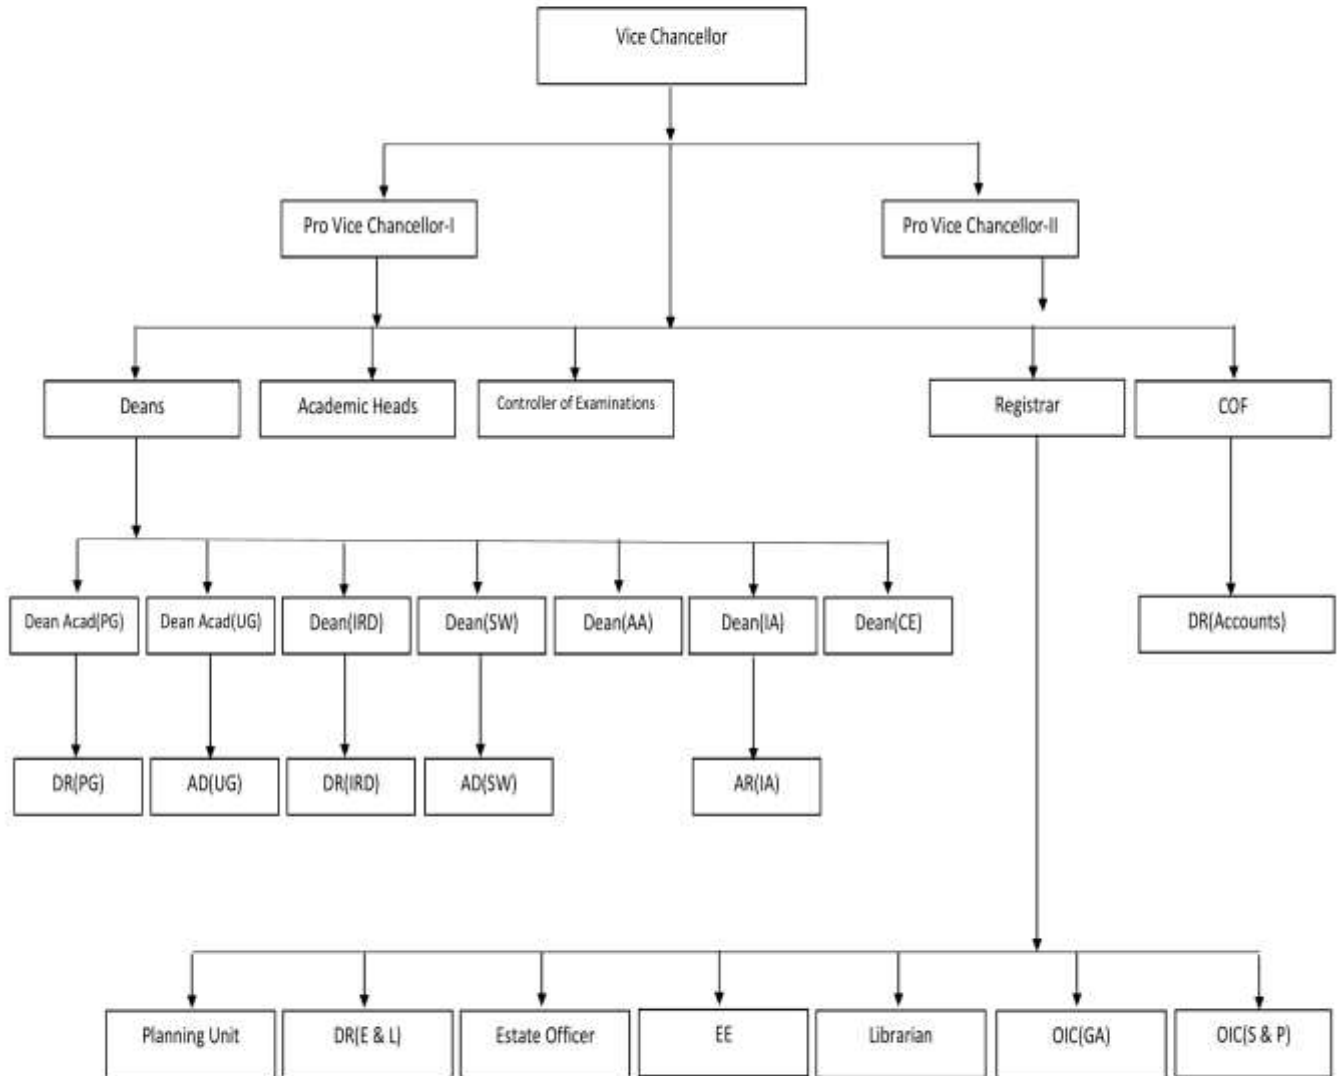 Vice Chancellor
Pro Vice Chancellor-I
Pro Vice Chancellor-II
Deans
Academic Heads
Controller of Examinations
Registrar
COF
Dean Acad(PG)
Dean Acad(UG)
Dean(IRD)
Dean(SW)
Dean(AA)
Dean(IA)
Dean(CE)
DR(Accounts)
DR(PG)
AD(UG)
DR(IRD)
AD(SW)
AR(IA)
Planning Unit
DR(E & L)
Estate Officer
EE
Librarian
OIC(GA)
OIC(S & P)